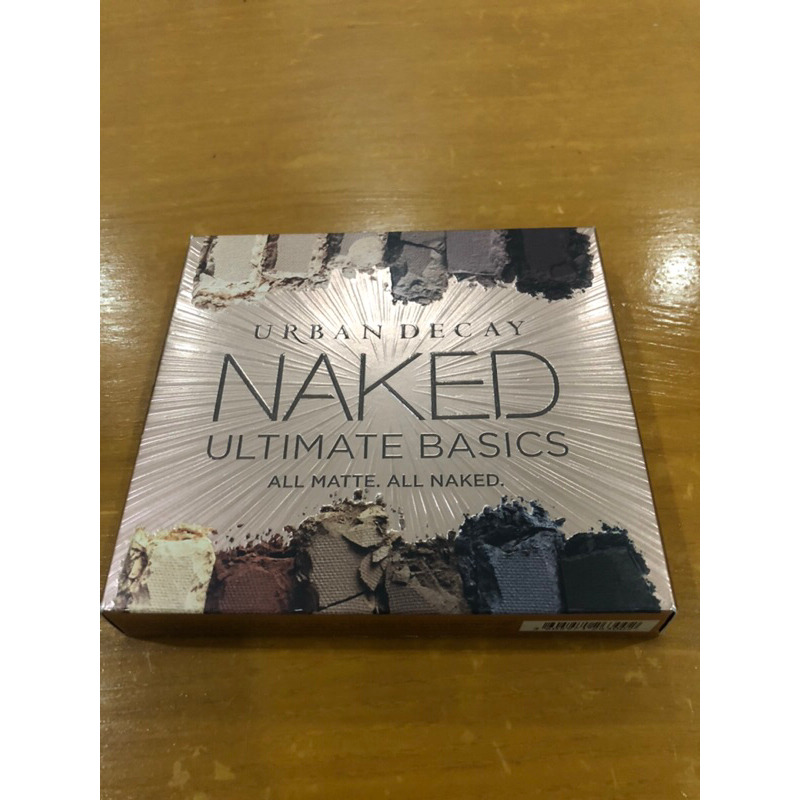 URBAN DECAY
NAKED
ULTIMATE BASICS
ALL MATTE. ALL NAKED.